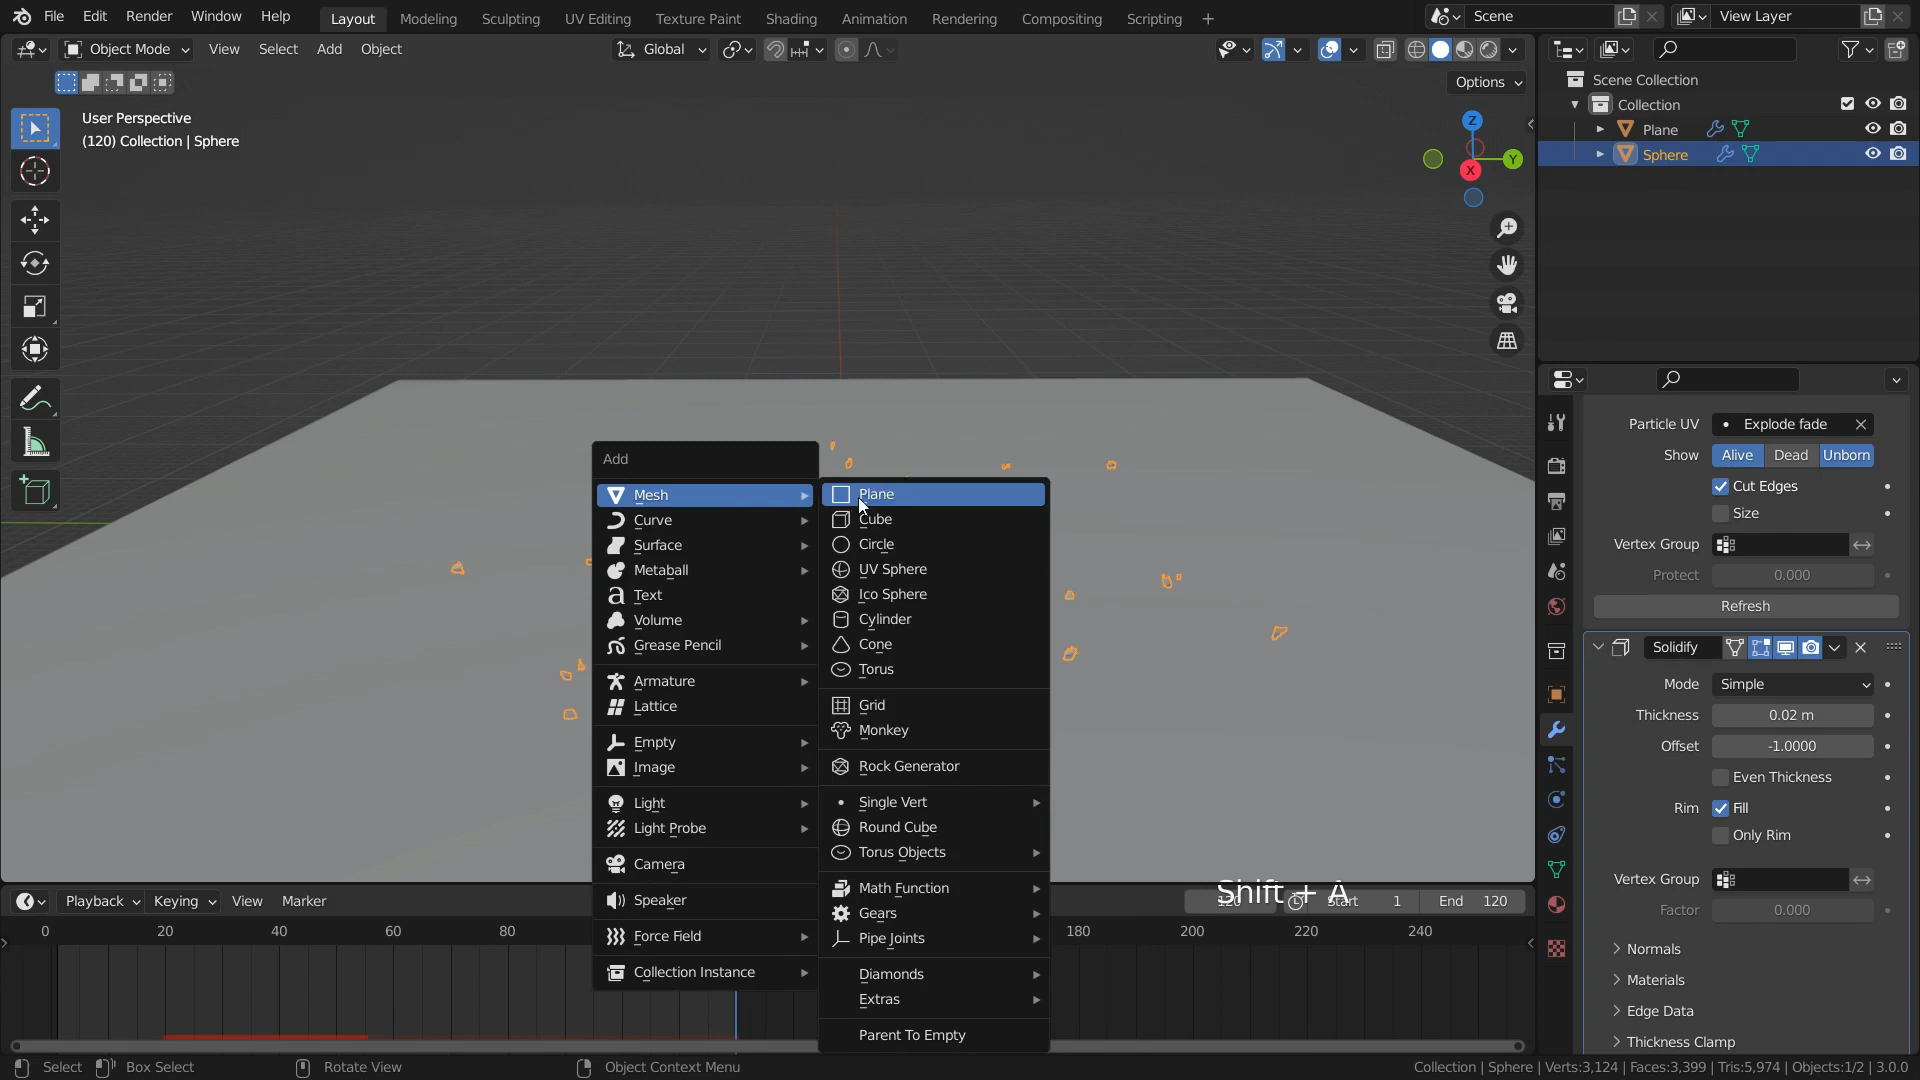 File Edit Render Window Help Layout Modeling Sculpting UV Editing Texture Paint Shading Animation Rendering Compositing Scripting + Scene View Layer
Object Mode View Select Add Object Global
Options
User Perspective
(120) Collection | Sphere
Z
Y
X
Scene Collection
Collection
Plane
Sphere
Add
Mesh
Curve
Surface
Metaball
Text
Volume
Grease Pencil
Armature
Lattice
Empty
Image
Light
Light Probe
Camera
Speaker
Force Field
Collection Instance
Plane
Cube
Circle
UV Sphere
Ico Sphere
Cylinder
Cone
Torus
Grid
Monkey
Rock Generator
Single Vert
Round Cube
Torus Objects
Math Function
Gears
Pipe Joints
Diamonds
Extras
Parent To Empty
Particle UV Explode fade
Show Alive Dead Unborn
Cut Edges
Size
Vertex Group
Protect 0.000
Refresh
Solidify
Mode Simple
Thickness 0.02 m
Offset -1.0000
Even Thickness
Rim Fill
Only Rim
Vertex Group
Factor 0.000
Normals
Materials
Edge Data
Thickness Clamp
Shift + A
Playback Keying View Marker 120 Start 1 End 120
0 20 40 60 80 180 200 220 240
Select Box Select Rotate View Object Context Menu Collection | Sphere | Verts:3,124 | Faces:3,399 | Tris:5,974 | Objects:1/2 | 3.0.0